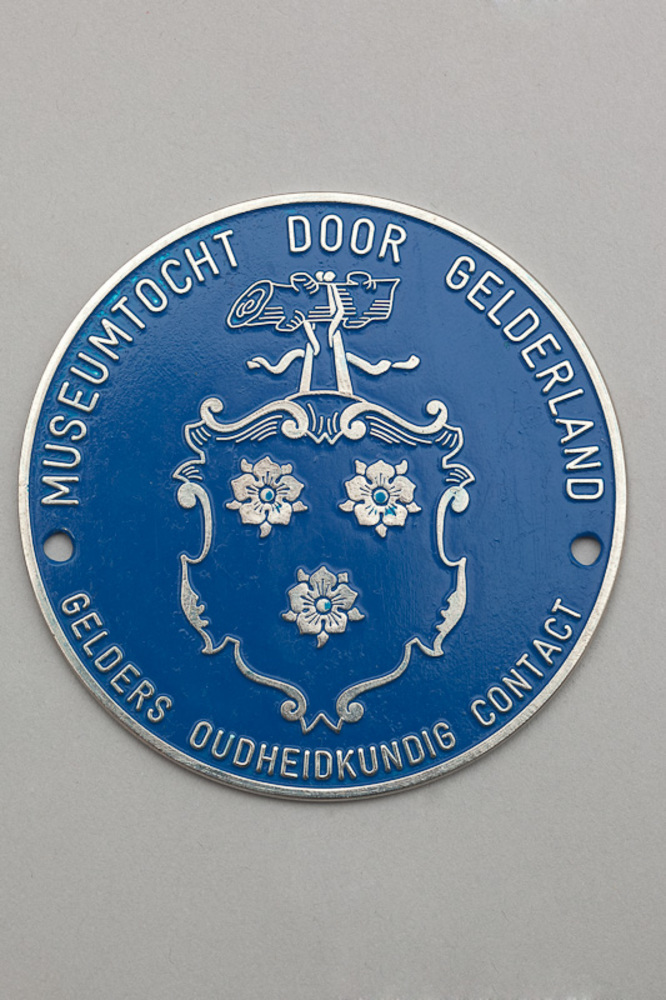 MUSEUMTOCHT DOOR GELDERLAND
GELDERS OUDHEIDKUNDIG CONTACT